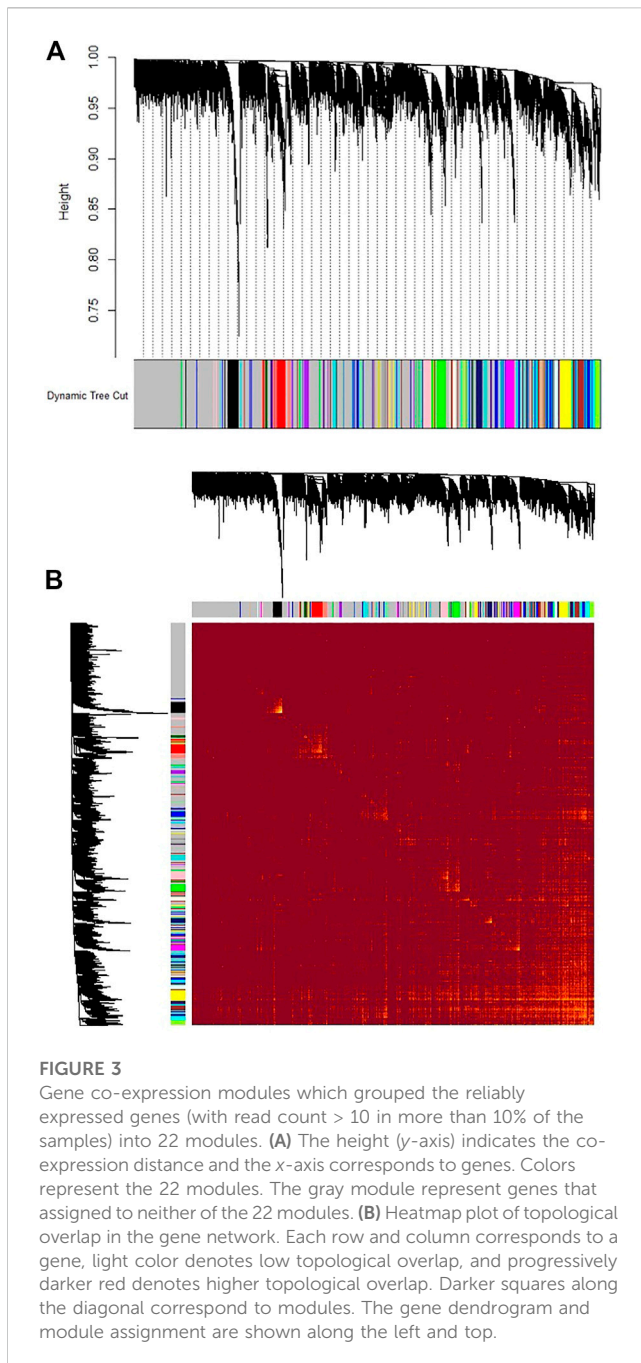 A
1.00
0.95
0.90
0.85
0.80
0.75
Height
Dynamic Tree Cut
B
FIGURE 3
Gene co-expression modules which grouped the reliably
expressed genes (with read count > 10 in more than 10% of the
samples) into 22 modules. (A) The height (y-axis) indicates the co-
expression distance and the x-axis corresponds to genes. Colors
represent the 22 modules. The gray module represent genes that
assigned to neither of the 22 modules. (B) Heatmap plot of topological
overlap in the gene network. Each row and column corresponds to a
gene, light color denotes low topological overlap, and progressively
darker red denotes higher topological overlap. Darker squares along
the diagonal correspond to modules. The gene dendrogram and
module assignment are shown along the left and top.